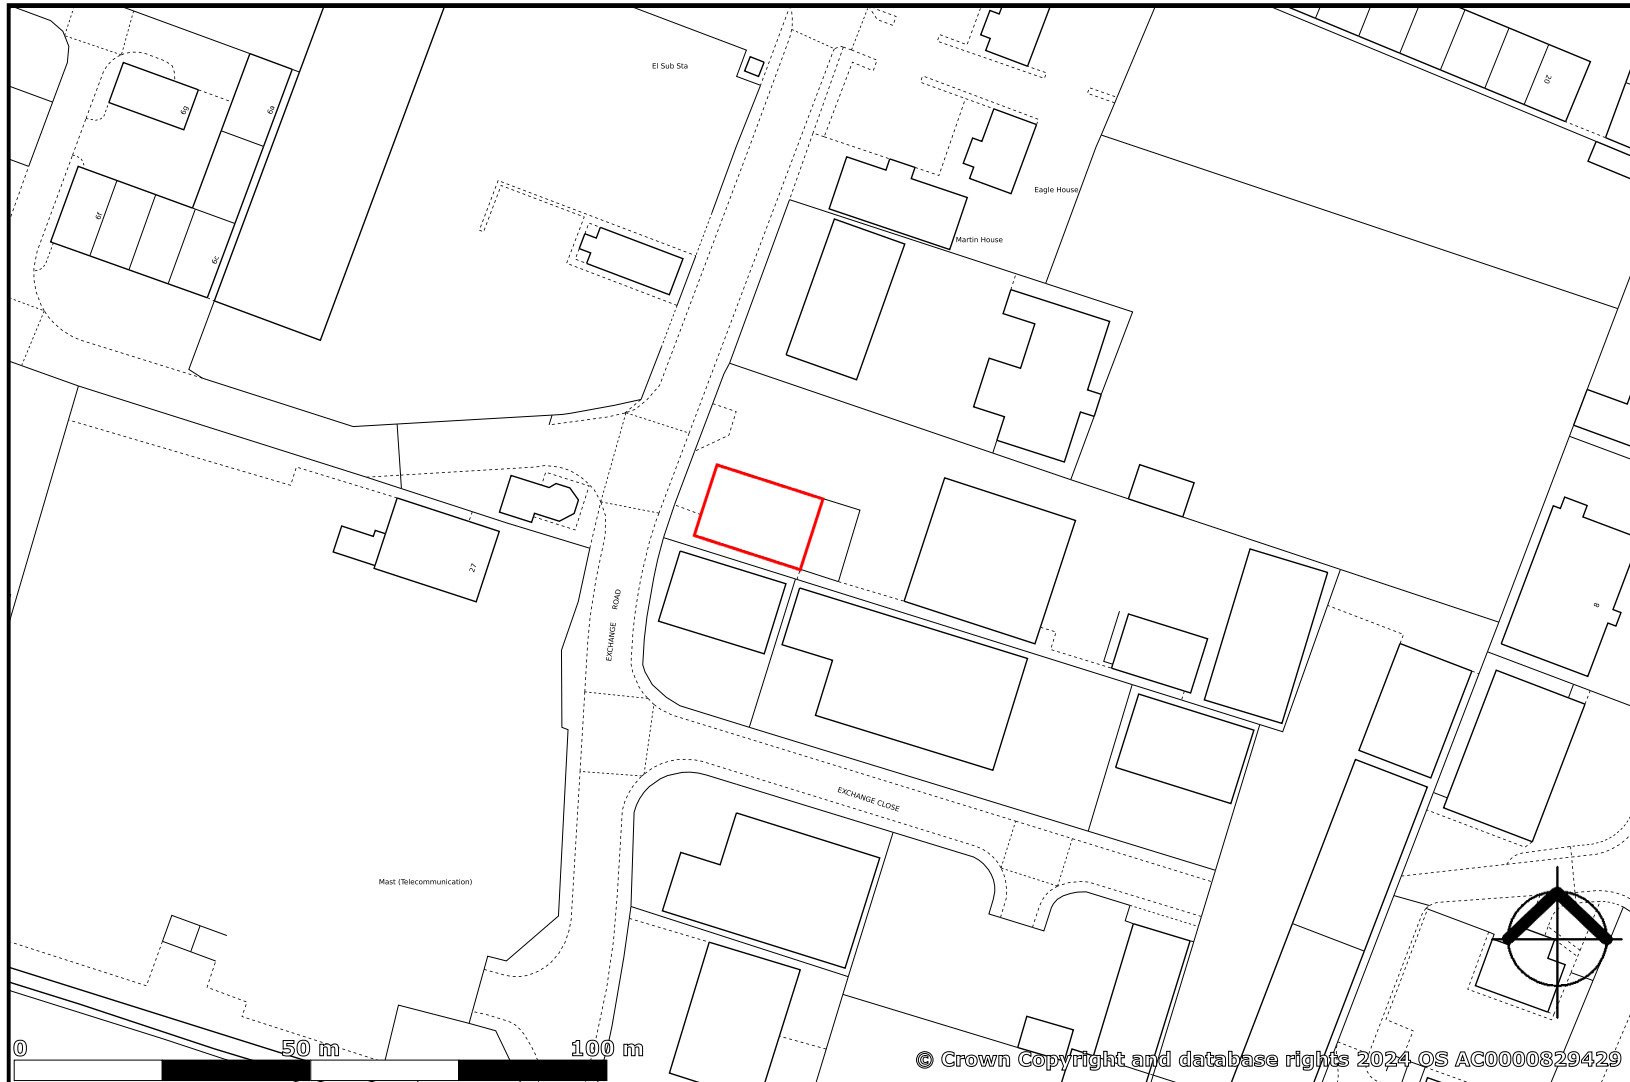 El Sub Sta
20
6g
6a
Eagle House
6f
Martin House
6c
27
8
EXCHANGE ROAD
EXCHANGE CLOSE
Mast (Telecommunication)
0
50 m
100 m
© Crown Copyright and database rights 2024 OS AC0000829429